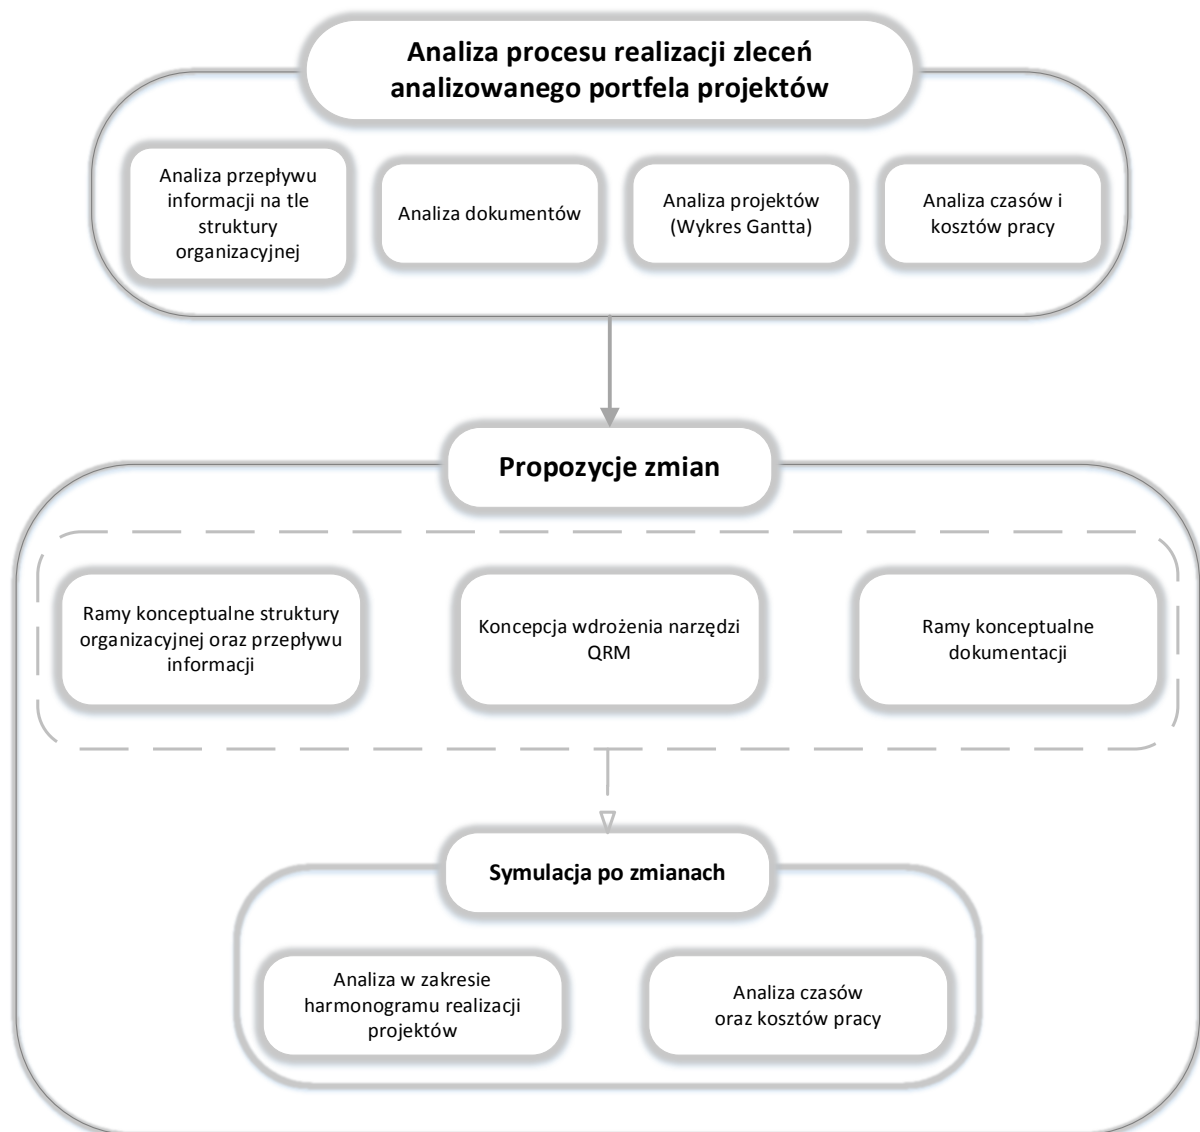 Analiza procesu realizacji zleceń
analizowanego portfela projektów
Analiza przepływu
informacji na tle
struktury
organizacyjnej
Analiza dokumentów
Analiza projektów
(Wykres Gantta)
Analiza czasów i
kosztów pracy
Propozycje zmian
Ramy konceptualne struktury
organizacyjnej oraz przepływu
informacji
Koncepcja wdrożenia narzędzi
QRM
Ramy konceptualne
dokumentacji
Symulacja po zmianach
Analiza w zakresie
harmonogramu realizacji
projektów
Analiza czasów
oraz kosztów pracy